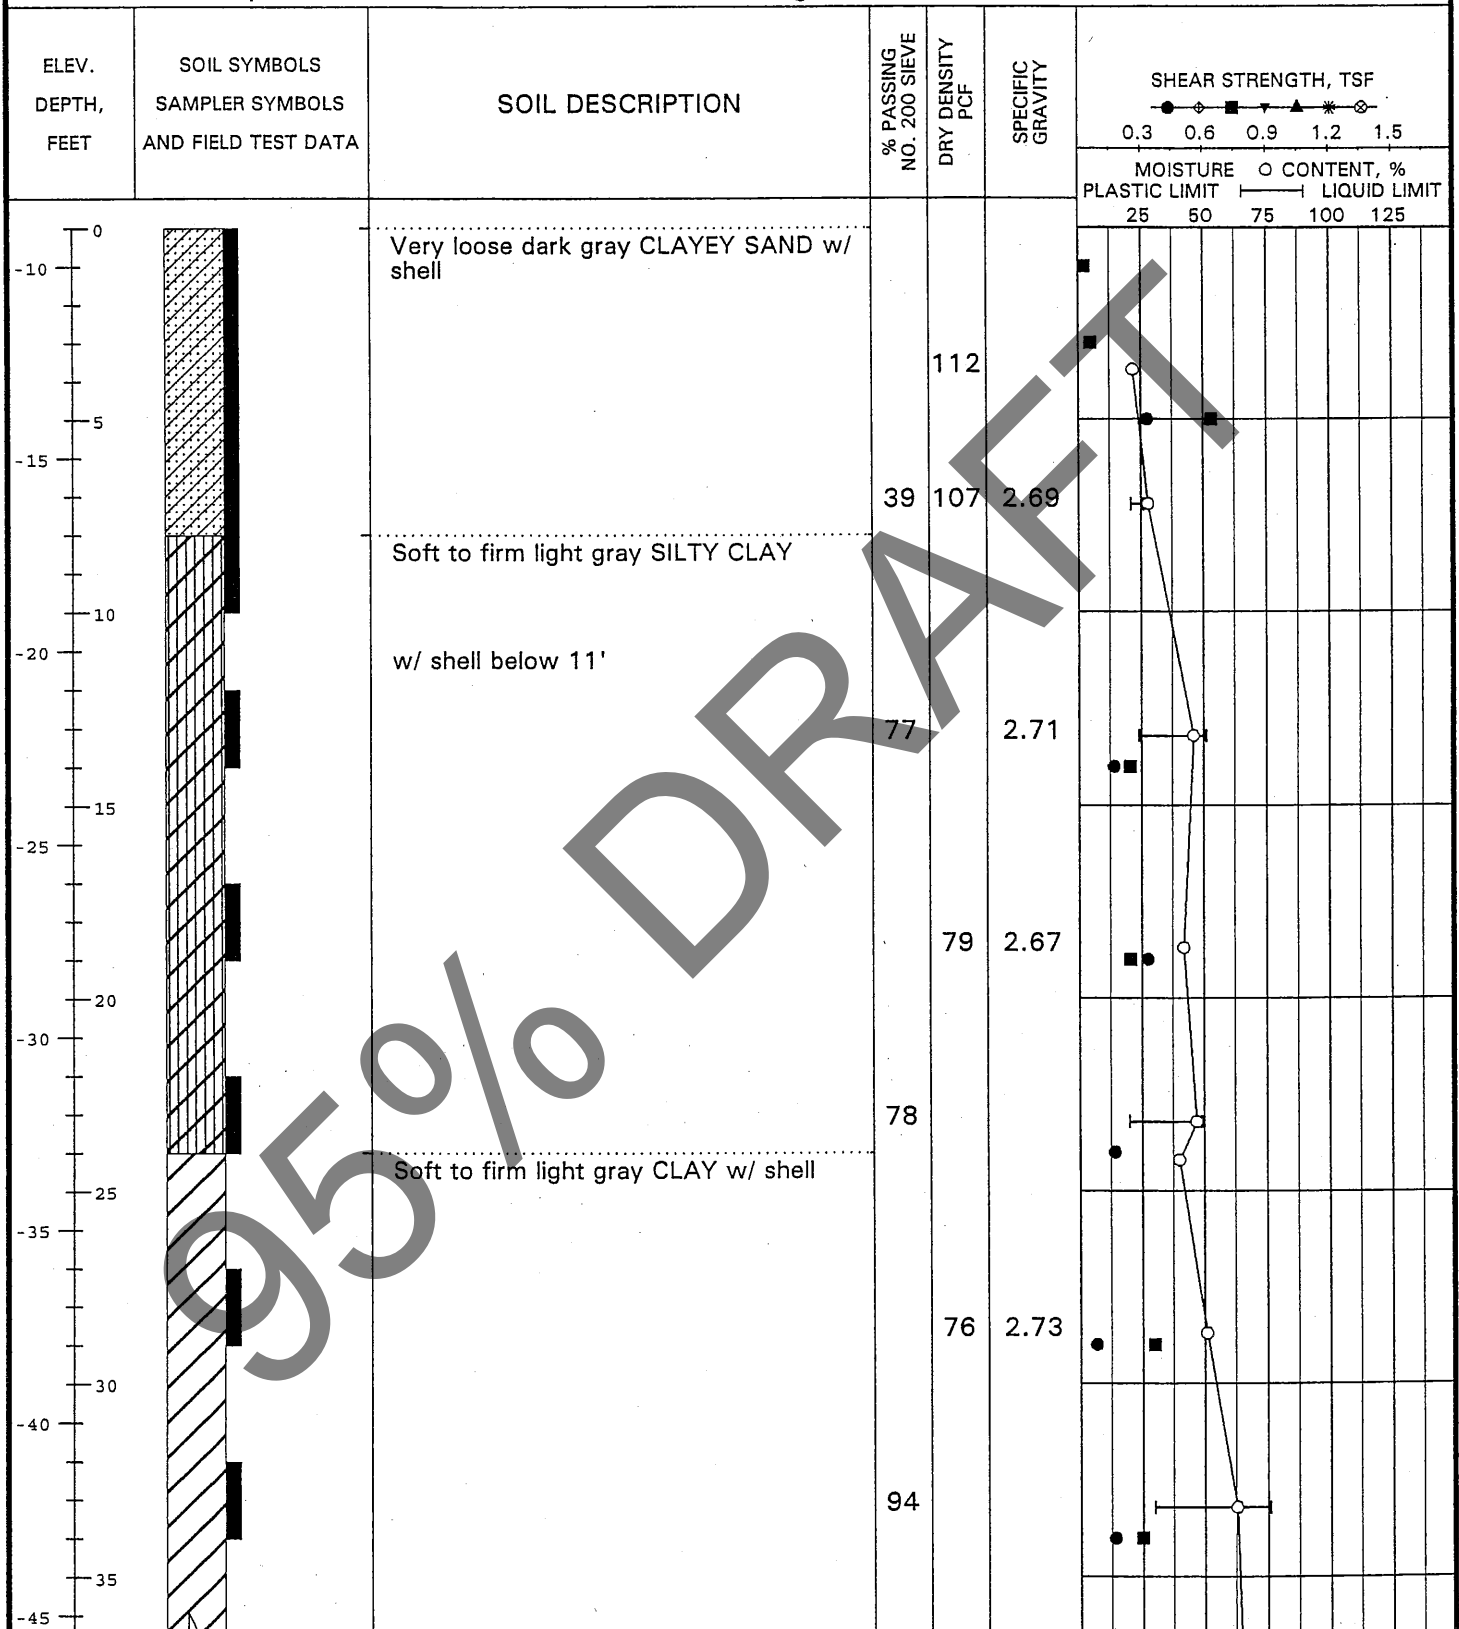 ELEV.
DEPTH,
FEET
SOIL SYMBOLS
SAMPLER SYMBOLS
AND FIELD TEST DATA
SOIL DESCRIPTION
% PASSING
NO. 200 SIEVE
DRY DENSITY
PCF
SPECIFIC
GRAVITY
SHEAR STRENGTH, TSF
0.3 0.6 0.9 1.2 1.5
MOISTURE CONTENT, %
PLASTIC LIMIT LIQUID LIMIT
25 50 75 100 125
0
Very loose dark gray CLAYEY SAND w/
shell
-10
112
5
-15
39 107 2.69
Soft to firm light gray SILTY CLAY
10
-20
w/ shell below 11'
77 2.71
15
-25
79 2.67
20
-30
78
Soft to firm light gray CLAY w/ shell
25
-35
76 2.73
30
-40
94
35
-45
95% DRAFT